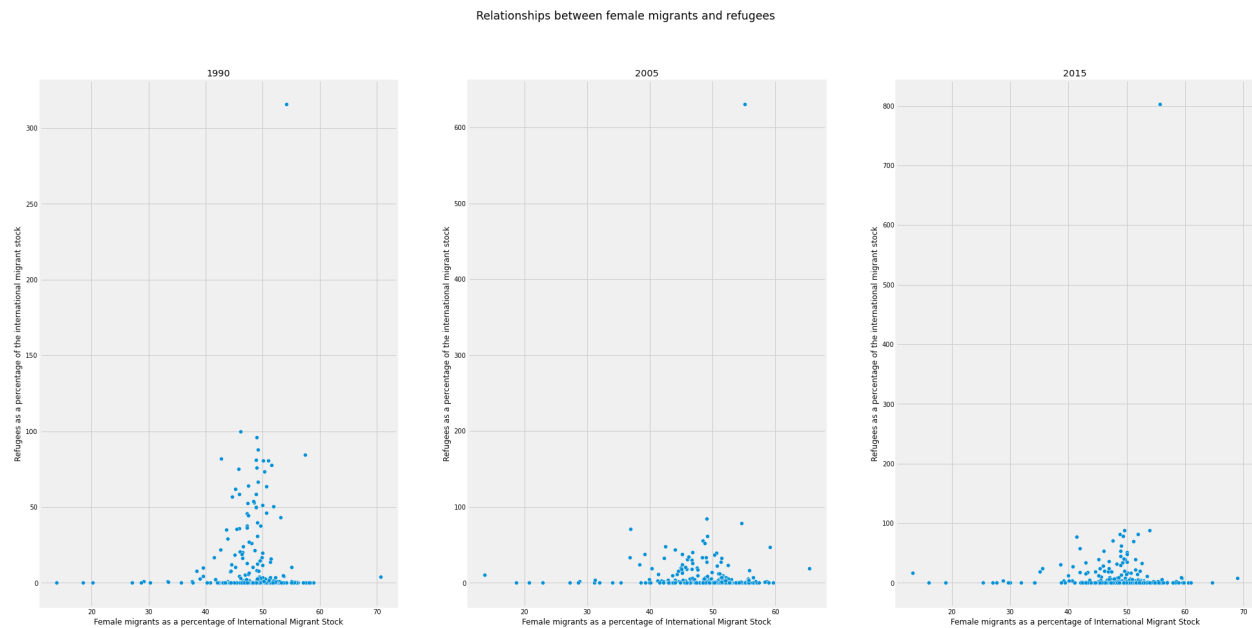 Relationships between female migrants and refugees
1990
300
250
200
150
100
50
0
20 30 40 50 60 70
Refugees as a percentage of the international migrant stock
Female migrants as a percentage of International Migrant Stock
2005
600
500
400
300
200
100
0
20 30 40 50 60
Refugees as a percentage of the international migrant stock
Female migrants as a percentage of International Migrant Stock
2015
800
700
600
500
400
300
200
100
0
20 30 40 50 60 70
Refugees as a percentage of the international migrant stock
Female migrants as a percentage of International Migrant Stock